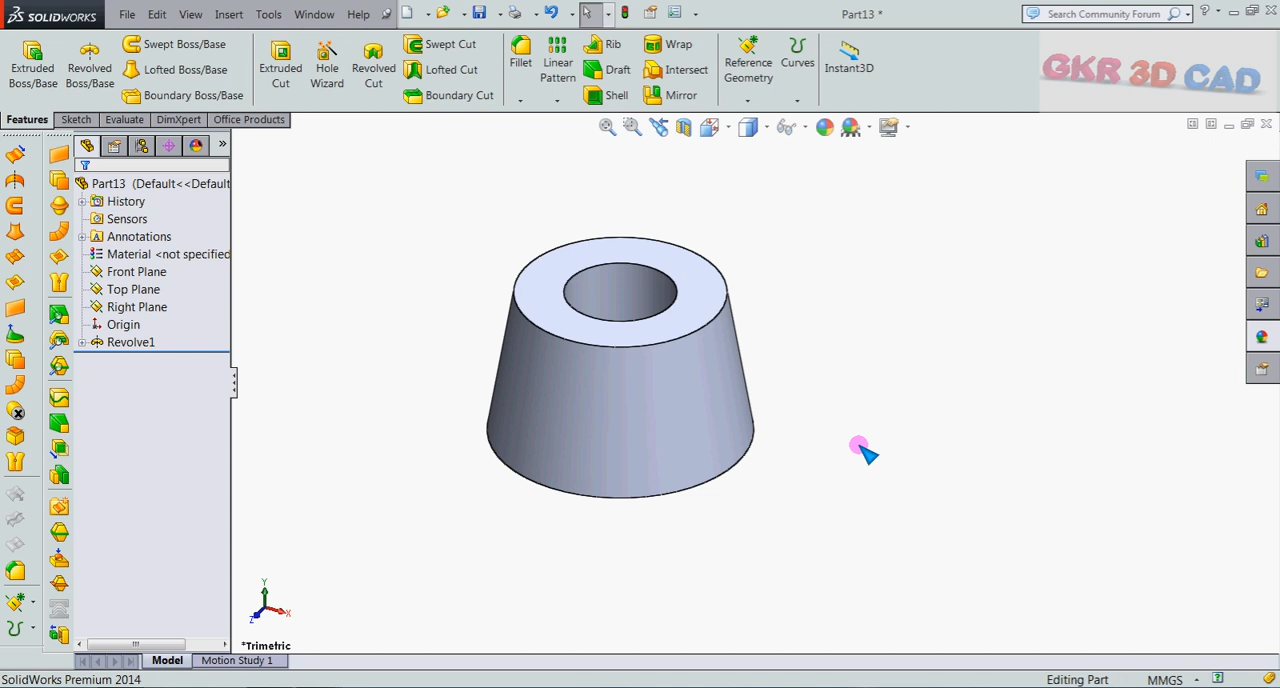 SOLIDWORKS File Edit View Insert Tools Window Help Part13 * Search Community Forum ?
Extruded Boss/Base
Revolved Boss/Base
Swept Boss/Base
Lofted Boss/Base
Boundary Boss/Base
Extruded Cut
Hole Wizard
Revolved Cut
Swept Cut
Lofted Cut
Boundary Cut
Fillet
Linear Pattern
Rib
Draft
Shell
Wrap
Intersect
Mirror
Reference Geometry
Curves
Instant3D
GKR 3D CAD
Features Sketch Evaluate DimXpert Office Products
Part13 (Default<<Default
History
Sensors
Annotations
Material <not specified
Front Plane
Top Plane
Right Plane
Origin
Revolve1
Y
X
Z
*Trimetric
Model Motion Study 1
SolidWorks Premium 2014 Editing Part MMGS